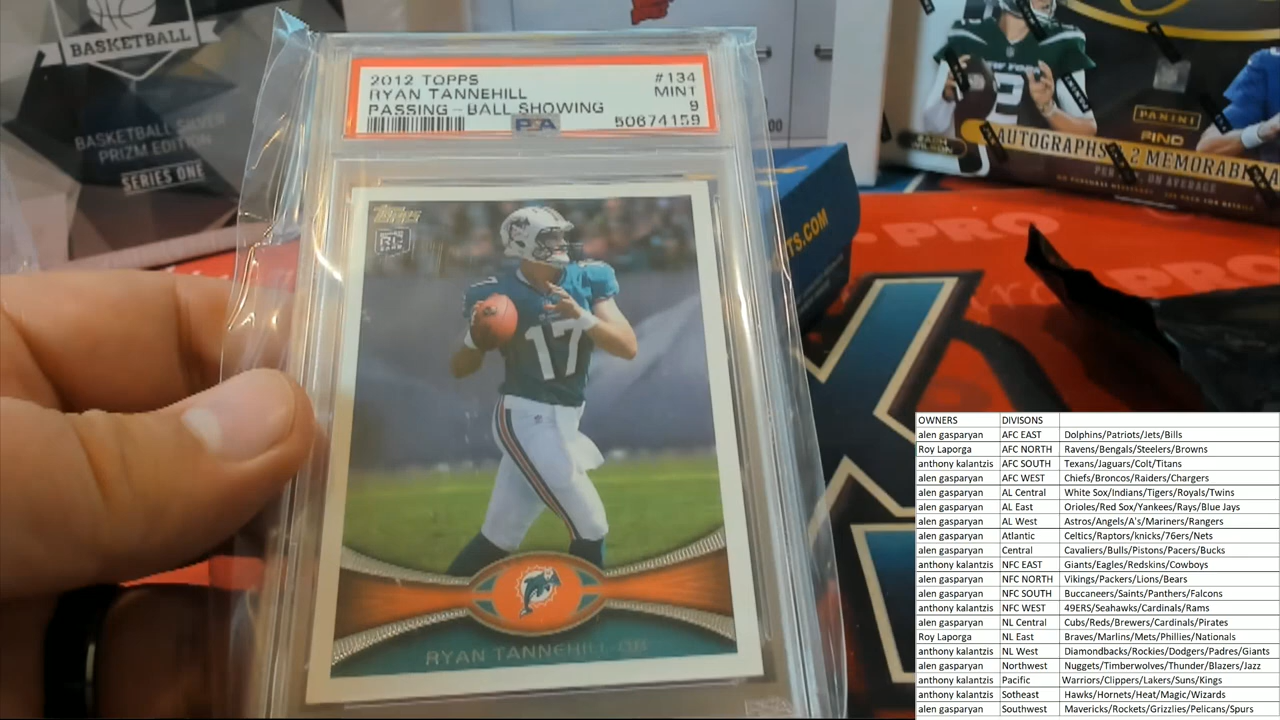 BASKETBALL
BASKETBALL SILVER
PRIZM EDITION
SERIES ONE
2012 TOPPS #134
RYAN TANNEHILL MINT
PASSING - BALL SHOWING 9
PSA 50674159
Topps
RC
17
RYAN TANNEHILL QB
TS.COM
2
PANINI
FIND
AUTOGRAPHS 2 MEMORABILIA
PER ON AVERAGE
PRO
OWNERS DIVISONS
alen gasparyan AFC EAST Dolphins/Patriots/Jets/Bills
Roy Laporga AFC NORTH Ravens/Bengals/Steelers/Browns
anthony kalantzis AFC SOUTH Texans/Jaguars/Colt/Titans
alen gasparyan AFC WEST Chiefs/Broncos/Raiders/Chargers
alen gasparyan AL Central White Sox/Indians/Tigers/Royals/Twins
alen gasparyan AL East Orioles/Red Sox/Yankees/Rays/Blue Jays
alen gasparyan AL West Astros/Angels/A's/Mariners/Rangers
alen gasparyan Atlantic Celtics/Raptors/knicks/76ers/Nets
alen gasparyan Central Cavaliers/Bulls/Pistons/Pacers/Bucks
anthony kalantzis NFC EAST Giants/Eagles/Redskins/Cowboys
alen gasparyan NFC NORTH Vikings/Packers/Lions/Bears
alen gasparyan NFC SOUTH Buccaneers/Saints/Panthers/Falcons
anthony kalantzis NFC WEST 49ERS/Seahawks/Cardinals/Rams
alen gasparyan NL Central Cubs/Reds/Brewers/Cardinals/Pirates
Roy Laporga NL East Braves/Marlins/Mets/Phillies/Nationals
anthony kalantzis NL West Diamondbacks/Rockies/Dodgers/Padres/Giants
alen gasparyan Northwest Nuggets/Timberwolves/Thunder/Blazers/Jazz
anthony kalantzis Pacific Warriors/Clippers/Lakers/Suns/Kings
anthony kalantzis Sotheast Hawks/Hornets/Heat/Magic/Wizards
alen gasparyan Southwest Mavericks/Rockets/Grizzlies/Pelicans/Spurs